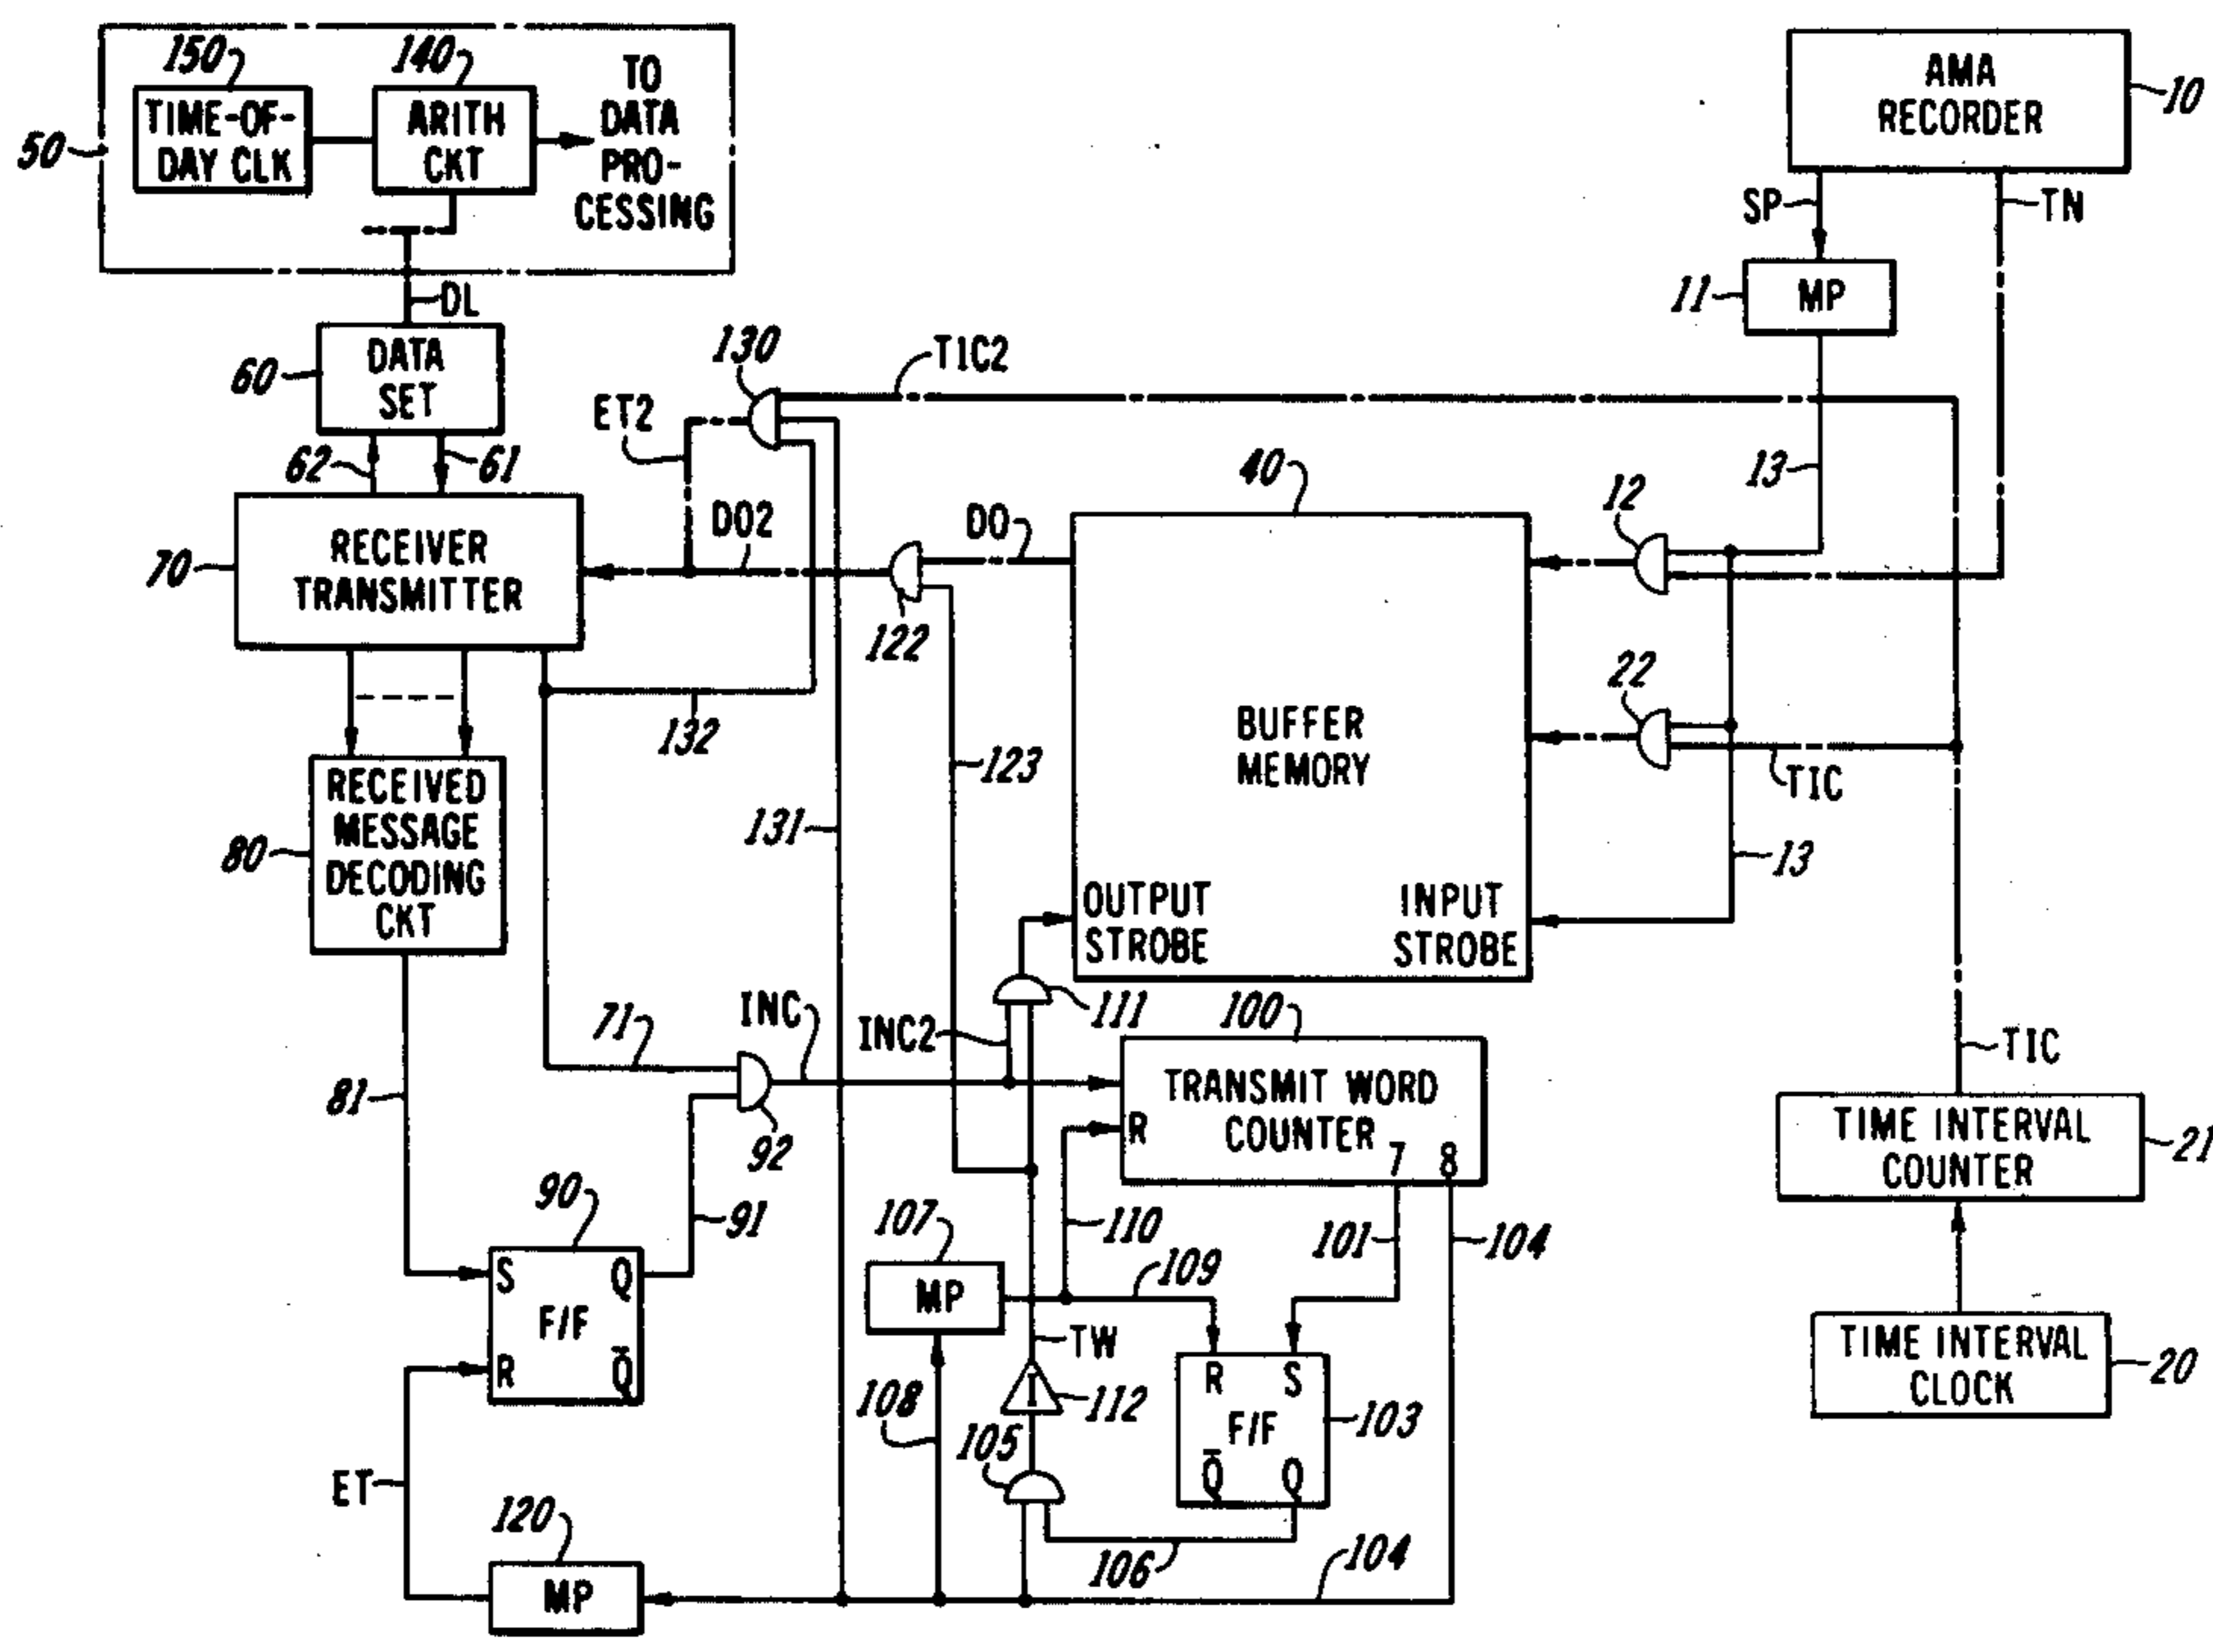 150
140
TO
DATA
PRO-
CESSING
TIME-OF-
DAY CLK
ARITH
CKT
50
AMA
RECORDER
10
SP
TN
MP
11
DL
DATA
SET
60
62
61
130
TIC2
ET2
13
RECEIVER
TRANSMITTER
70
DO2
DO
122
40
12
22
TIC
BUFFER
MEMORY
132
123
131
13
OUTPUT
STROBE
INPUT
STROBE
RECEIVED
MESSAGE
DECODING
CKT
80
81
71
INC
INC2
111
100
92
91
TRANSMIT WORD
COUNTER
R
7
8
TIC
TIME INTERVAL
COUNTER
21
TIME INTERVAL
CLOCK
20
90
S
Q
F/F
R
Q̄
107
MP
110
109
101
104
TW
108
112
105
R
S
F/F
103
Q̄
Q
106
104
ET
120
MP